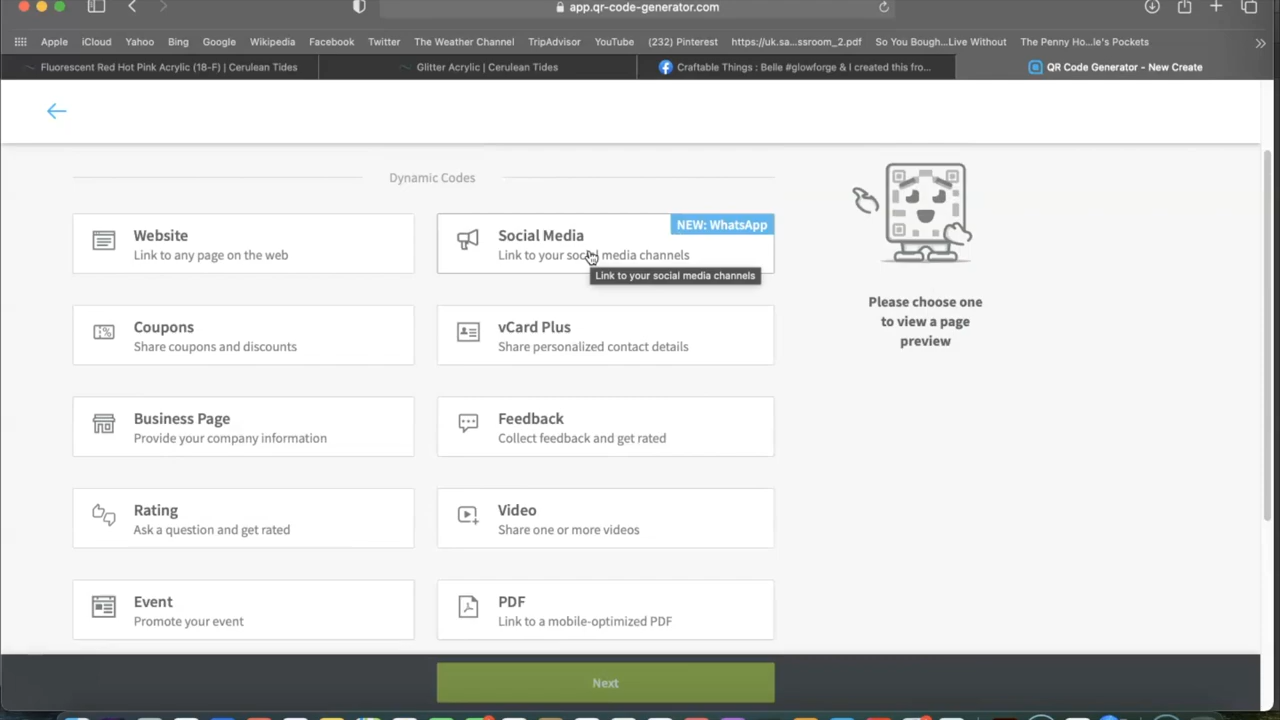 app.qr-code-generator.com
Apple iCloud Yahoo Bing Google Wikipedia Facebook Twitter The Weather Channel TripAdvisor YouTube (232) Pinterest https://uk.sa...ssroom_2.pdf So You Bough...Live Without The Penny Ho...le's Pockets
Fluorescent Red Hot Pink Acrylic (18-F) | Cerulean Tides
Glitter Acrylic | Cerulean Tides
Craftable Things : Belle #glowforge & I created this fro...
QR Code Generator - New Create
Dynamic Codes
Website
Link to any page on the web
Social Media
NEW: WhatsApp
Link to your social media channels
Link to your social media channels
Coupons
Share coupons and discounts
vCard Plus
Share personalized contact details
Business Page
Provide your company information
Feedback
Collect feedback and get rated
Rating
Ask a question and get rated
Video
Share one or more videos
Event
Promote your event
PDF
Link to a mobile-optimized PDF
Please choose one
to view a page
preview
Next